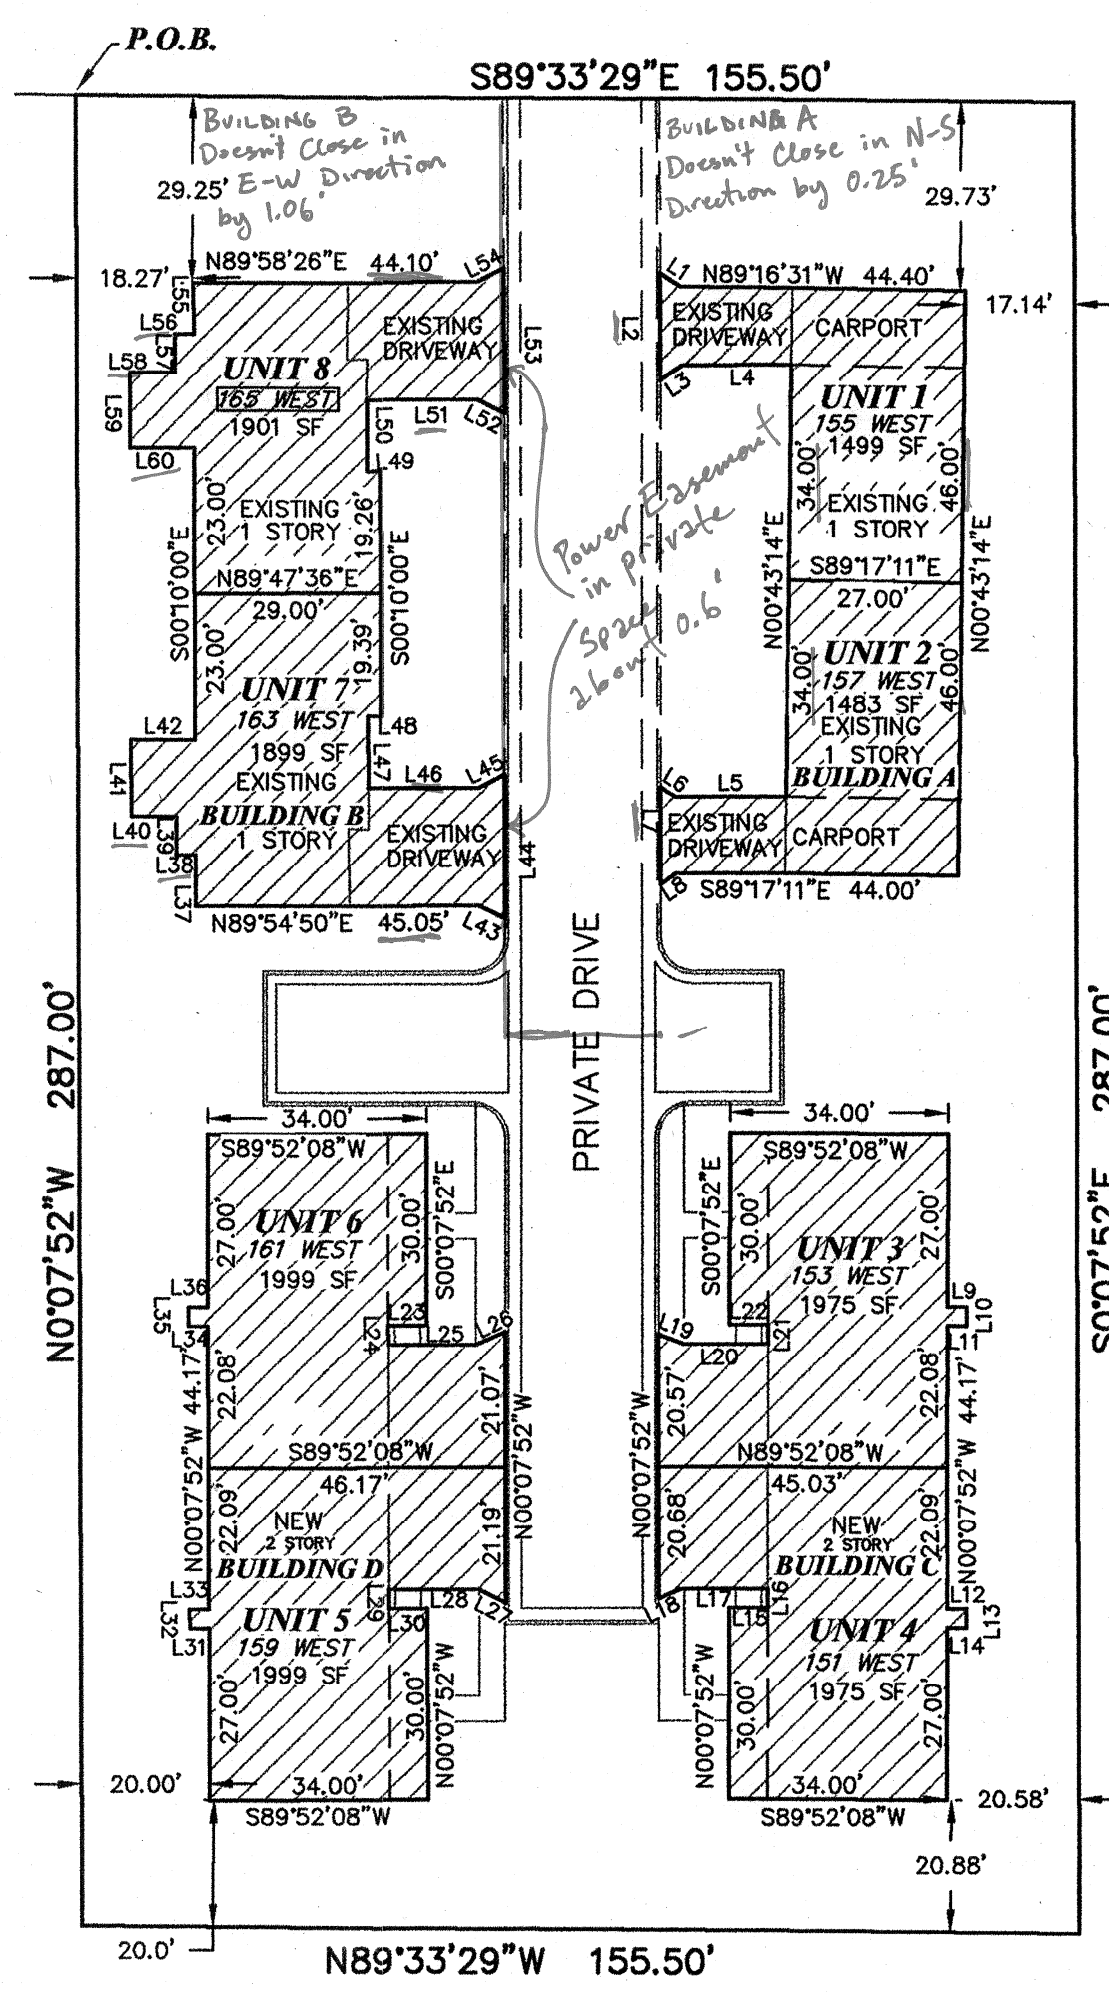 P.O.B.
S89°33'29"E 155.50'
BUILDING B
Doesn't Close in
E-W Direction
by 1.06'
BUILDING A
Doesn't Close in N-S
Direction by 0.25'
29.25'
29.73'
18.27'
N89°58'26"E 44.10'
L54
L1
N89°16'31"W 44.40'
17.14'
L55
L56
L57
L58
L59
L60
UNIT 8
165 WEST
1901 SF
EXISTING
DRIVEWAY
L53
L2
EXISTING
DRIVEWAY
CARPORT
L3
L4
UNIT 1
155 WEST
1499 SF
L50
L51
L52
L49
34.00'
46.00'
23.00'
EXISTING
1 STORY
19.26'
S00°10'00"E
S00°10'00"E
Power Easement
in private
Space
about 0.6'
EXISTING
1 STORY
N00°43'14"E
N00°43'14"E
N89°47'36"E
29.00'
S89°17'11"E
27.00'
23.00'
19.39'
UNIT 7
163 WEST
1899 SF
EXISTING
BUILDING B
1 STORY
34.00'
46.00'
UNIT 2
157 WEST
1483 SF
EXISTING
1 STORY
BUILDING A
L42
L41
L40
L39
L38
L37
L48
L47
L46
L45
L6
L5
L7
EXISTING
DRIVEWAY
L44
EXISTING
DRIVEWAY
CARPORT
L8
S89°17'11"E 44.00'
N89°54'50"E 45.05'
L43
PRIVATE DRIVE
N0°07'52"W 287.00'
S0°07'52"E 287.00'
34.00'
S89°52'08"W
34.00'
S89°52'08"W
27.00'
UNIT 6
161 WEST
1999 SF
30.00'
S00°07'52"E
S00°07'52"E
30.00'
UNIT 3
153 WEST
1975 SF
27.00'
L36
L35
L34
L23
L24
L25
L26
L19
L20
L22
L21
L9
L10
L11
N00°07'52"W 44.17'
22.08'
21.07'
N00°07'52"W
N00°07'52"W
20.57'
22.08'
N00°07'52"W 44.17'
S89°52'08"W
46.17'
N89°52'08"W
45.03'
22.09'
NEW
2 STORY
BUILDING D
21.19'
20.68'
NEW
2 STORY
BUILDING C
22.09'
L33
L32
L31
L29
L28
L30
L27
L18
L17
L15
L16
L12
L13
L14
UNIT 5
159 WEST
1999 SF
27.00'
30.00'
N00°07'52"W
N00°07'52"W
30.00'
UNIT 4
151 WEST
1975 SF
27.00'
20.00'
34.00'
S89°52'08"W
34.00'
S89°52'08"W
20.58'
20.88'
20.0'
N89°33'29"W 155.50'